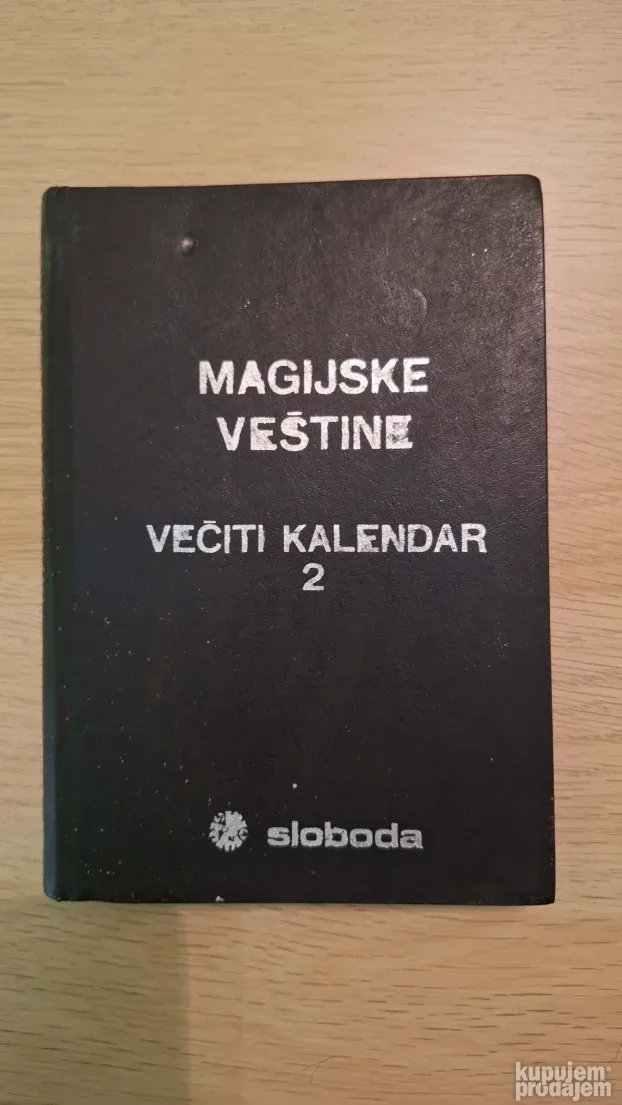 MAGIJSKE
VEŠTINE
VEČITI KALENDAR
2
sloboda
kupujem
prodajem